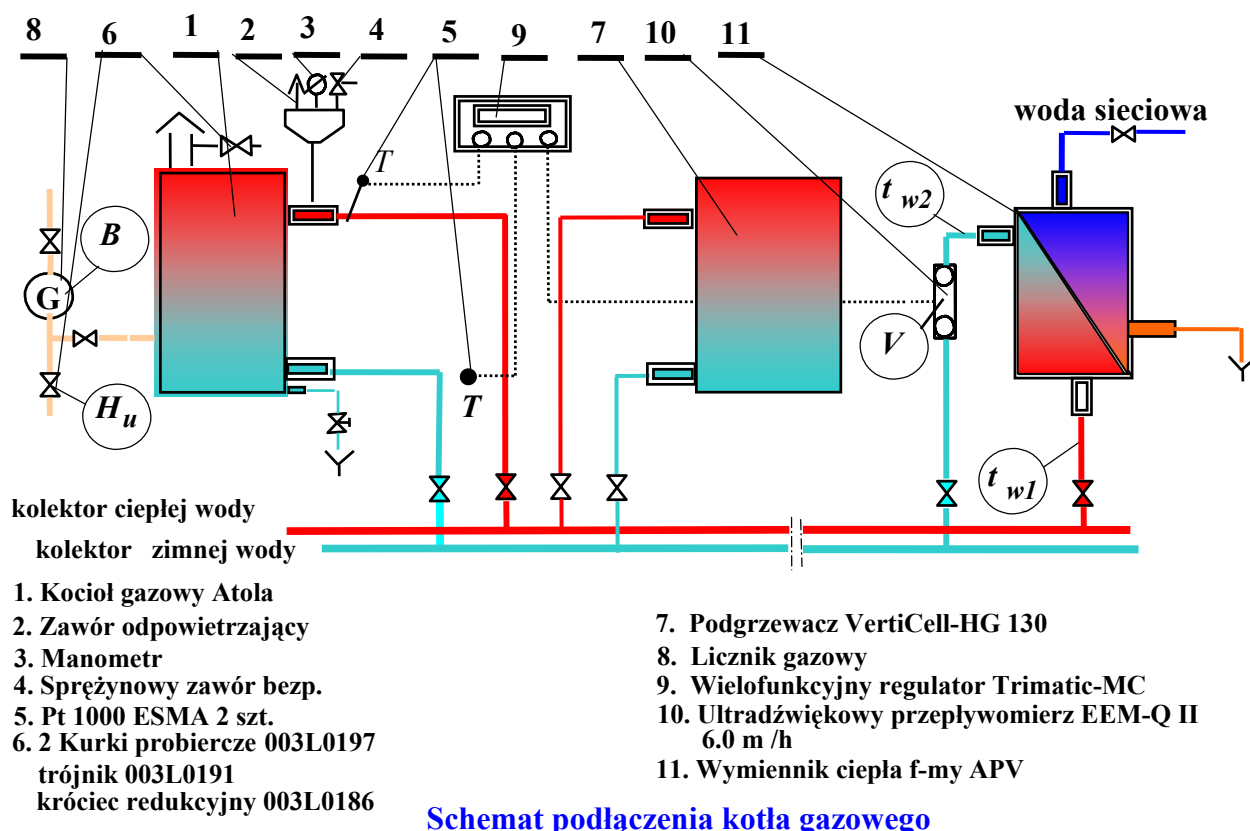 8 6 1 2 3 4 5 9 7 10 11
woda sieciowa
T
t w2
B
G
V
T
H u
t w1
kolektor ciepłej wody
kolektor zimnej wody
1. Kocioł gazowy Atola
2. Zawór odpowietrzający
3. Manometr
4. Sprężynowy zawór bezp.
5. Pt 1000 ESMA 2 szt.
6. 2 Kurki probiercze 003L0197
trójnik 003L0191
króciec redukcyjny 003L0186
7. Podgrzewacz VertiCell-HG 130
8. Licznik gazowy
9. Wielofunkcyjny regulator Trimatic-MC
10. Ultradźwiękowy przepływomierz EEM-Q II
6.0 m /h
11. Wymiennik ciepła f-my APV
Schemat podłączenia kotła gazowego